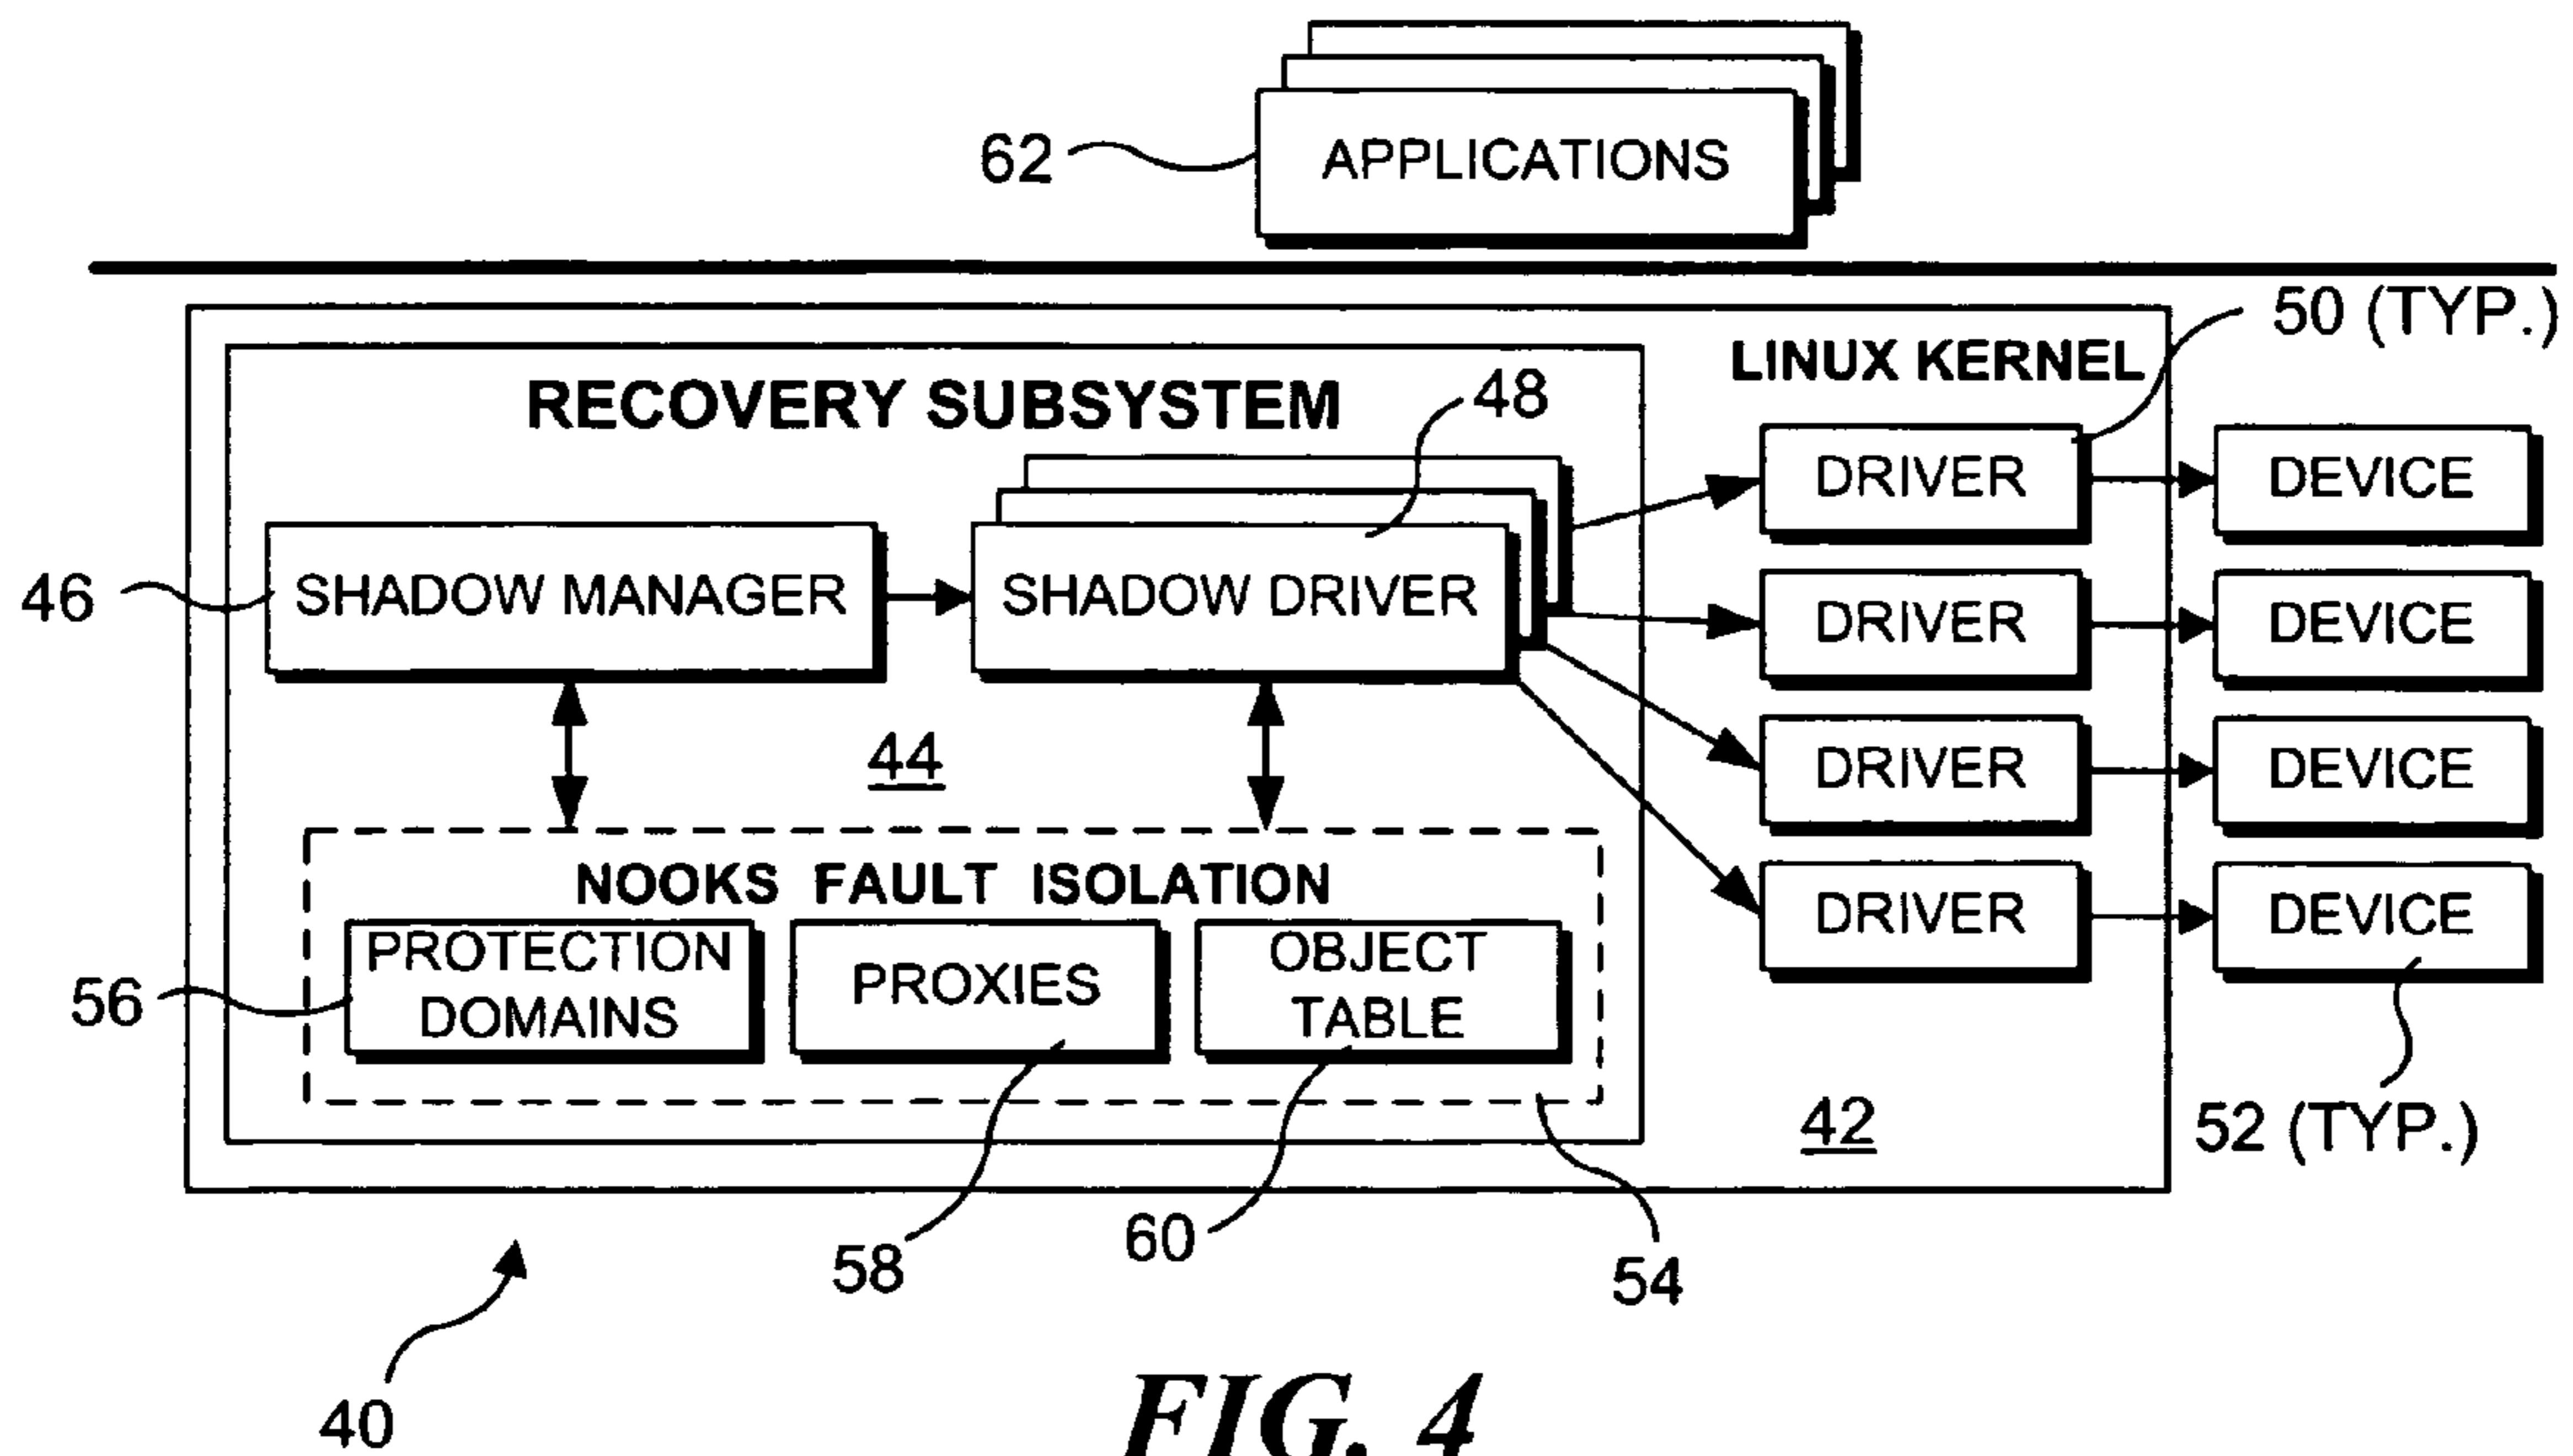 62
APPLICATIONS
50 (TYP.)
LINUX KERNEL
RECOVERY SUBSYSTEM
48
DRIVER
DEVICE
46
SHADOW MANAGER
SHADOW DRIVER
DRIVER
DEVICE
44
DRIVER
DEVICE
NOOKS FAULT ISOLATION
DRIVER
DEVICE
56
PROTECTION
DOMAINS
PROXIES
OBJECT
TABLE
42
52 (TYP.)
58
60
54
40
FIG. 4